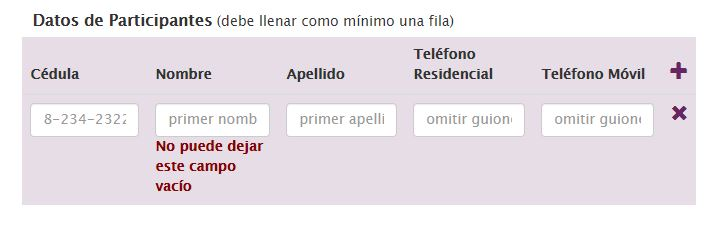 Datos de Participantes (debe llenar como mínimo una fila)
Cédula Nombre Apellido Teléfono Residencial Teléfono Móvil
8-234-2322 primer nomb primer apelli omitir guion omitir guion
No puede dejar
este campo
vacío